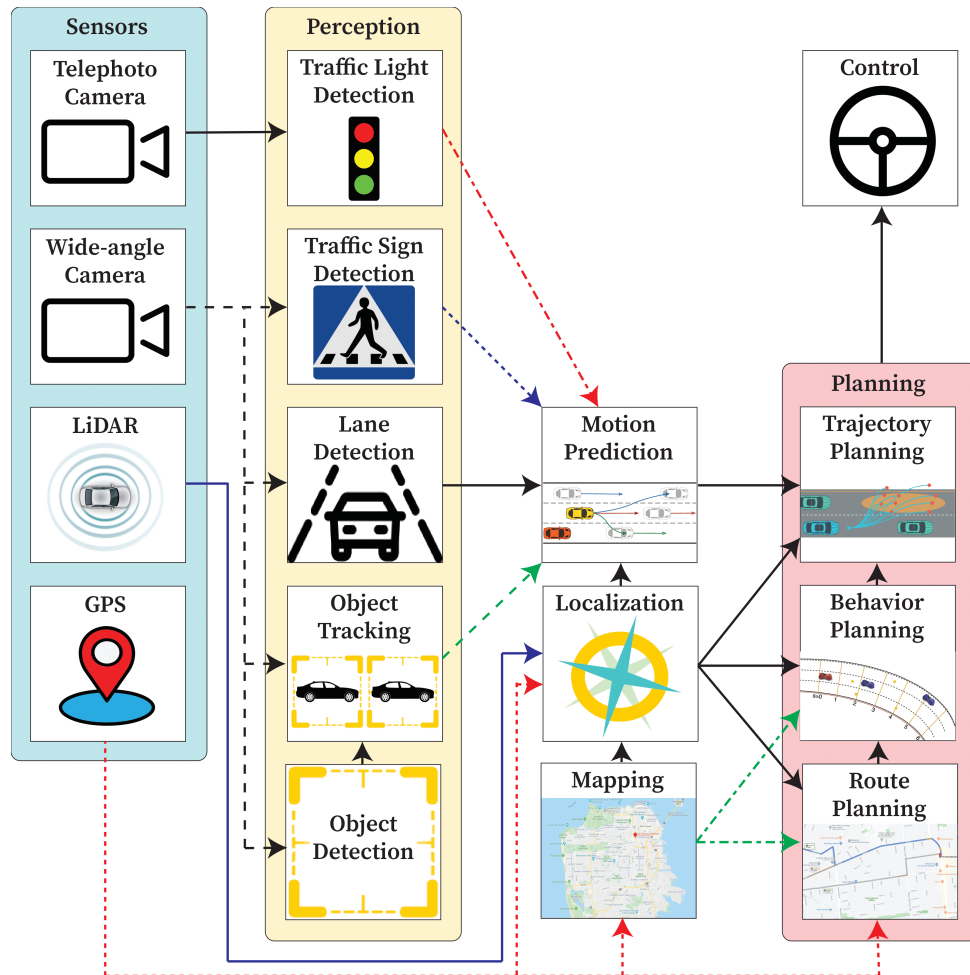 Sensors
Telephoto
Camera
Wide-angle
Camera
LiDAR
GPS
Perception
Traffic Light
Detection
Traffic Sign
Detection
Lane
Detection
Object
Tracking
Object
Detection
Motion
Prediction
Localization
Mapping
Control
Planning
Trajectory
Planning
Behavior
Planning
Route
Planning